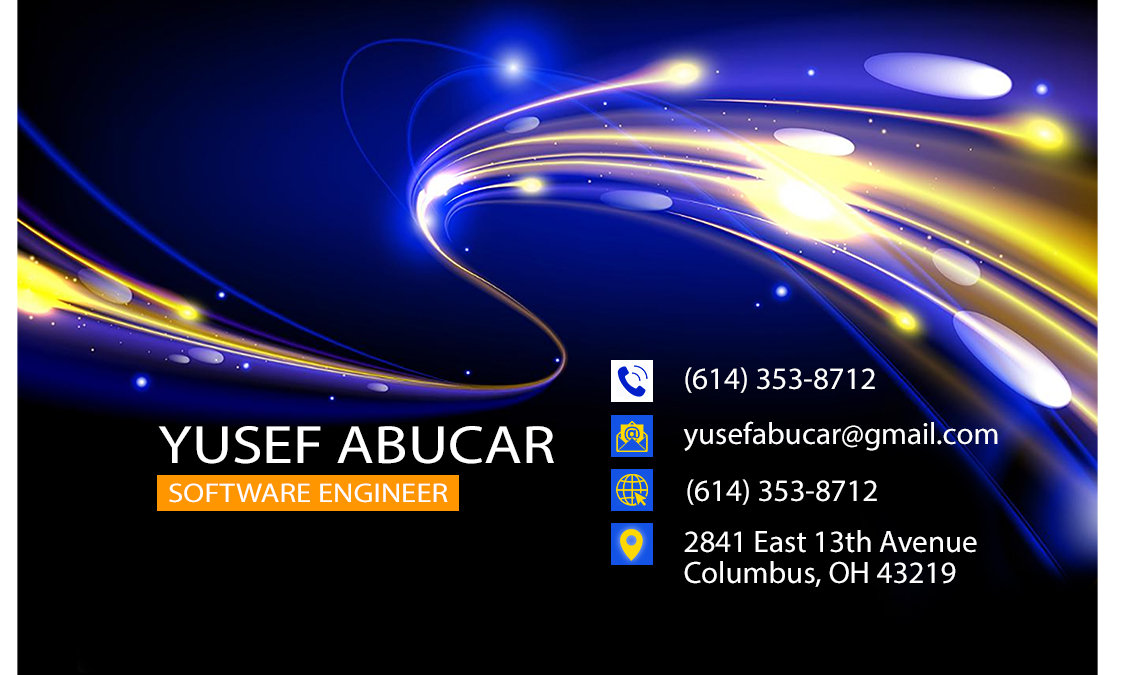 YUSEF ABUCAR
SOFTWARE ENGINEER
(614) 353-8712
yusefabucar@gmail.com
(614) 353-8712
2841 East 13th Avenue
Columbus, OH 43219